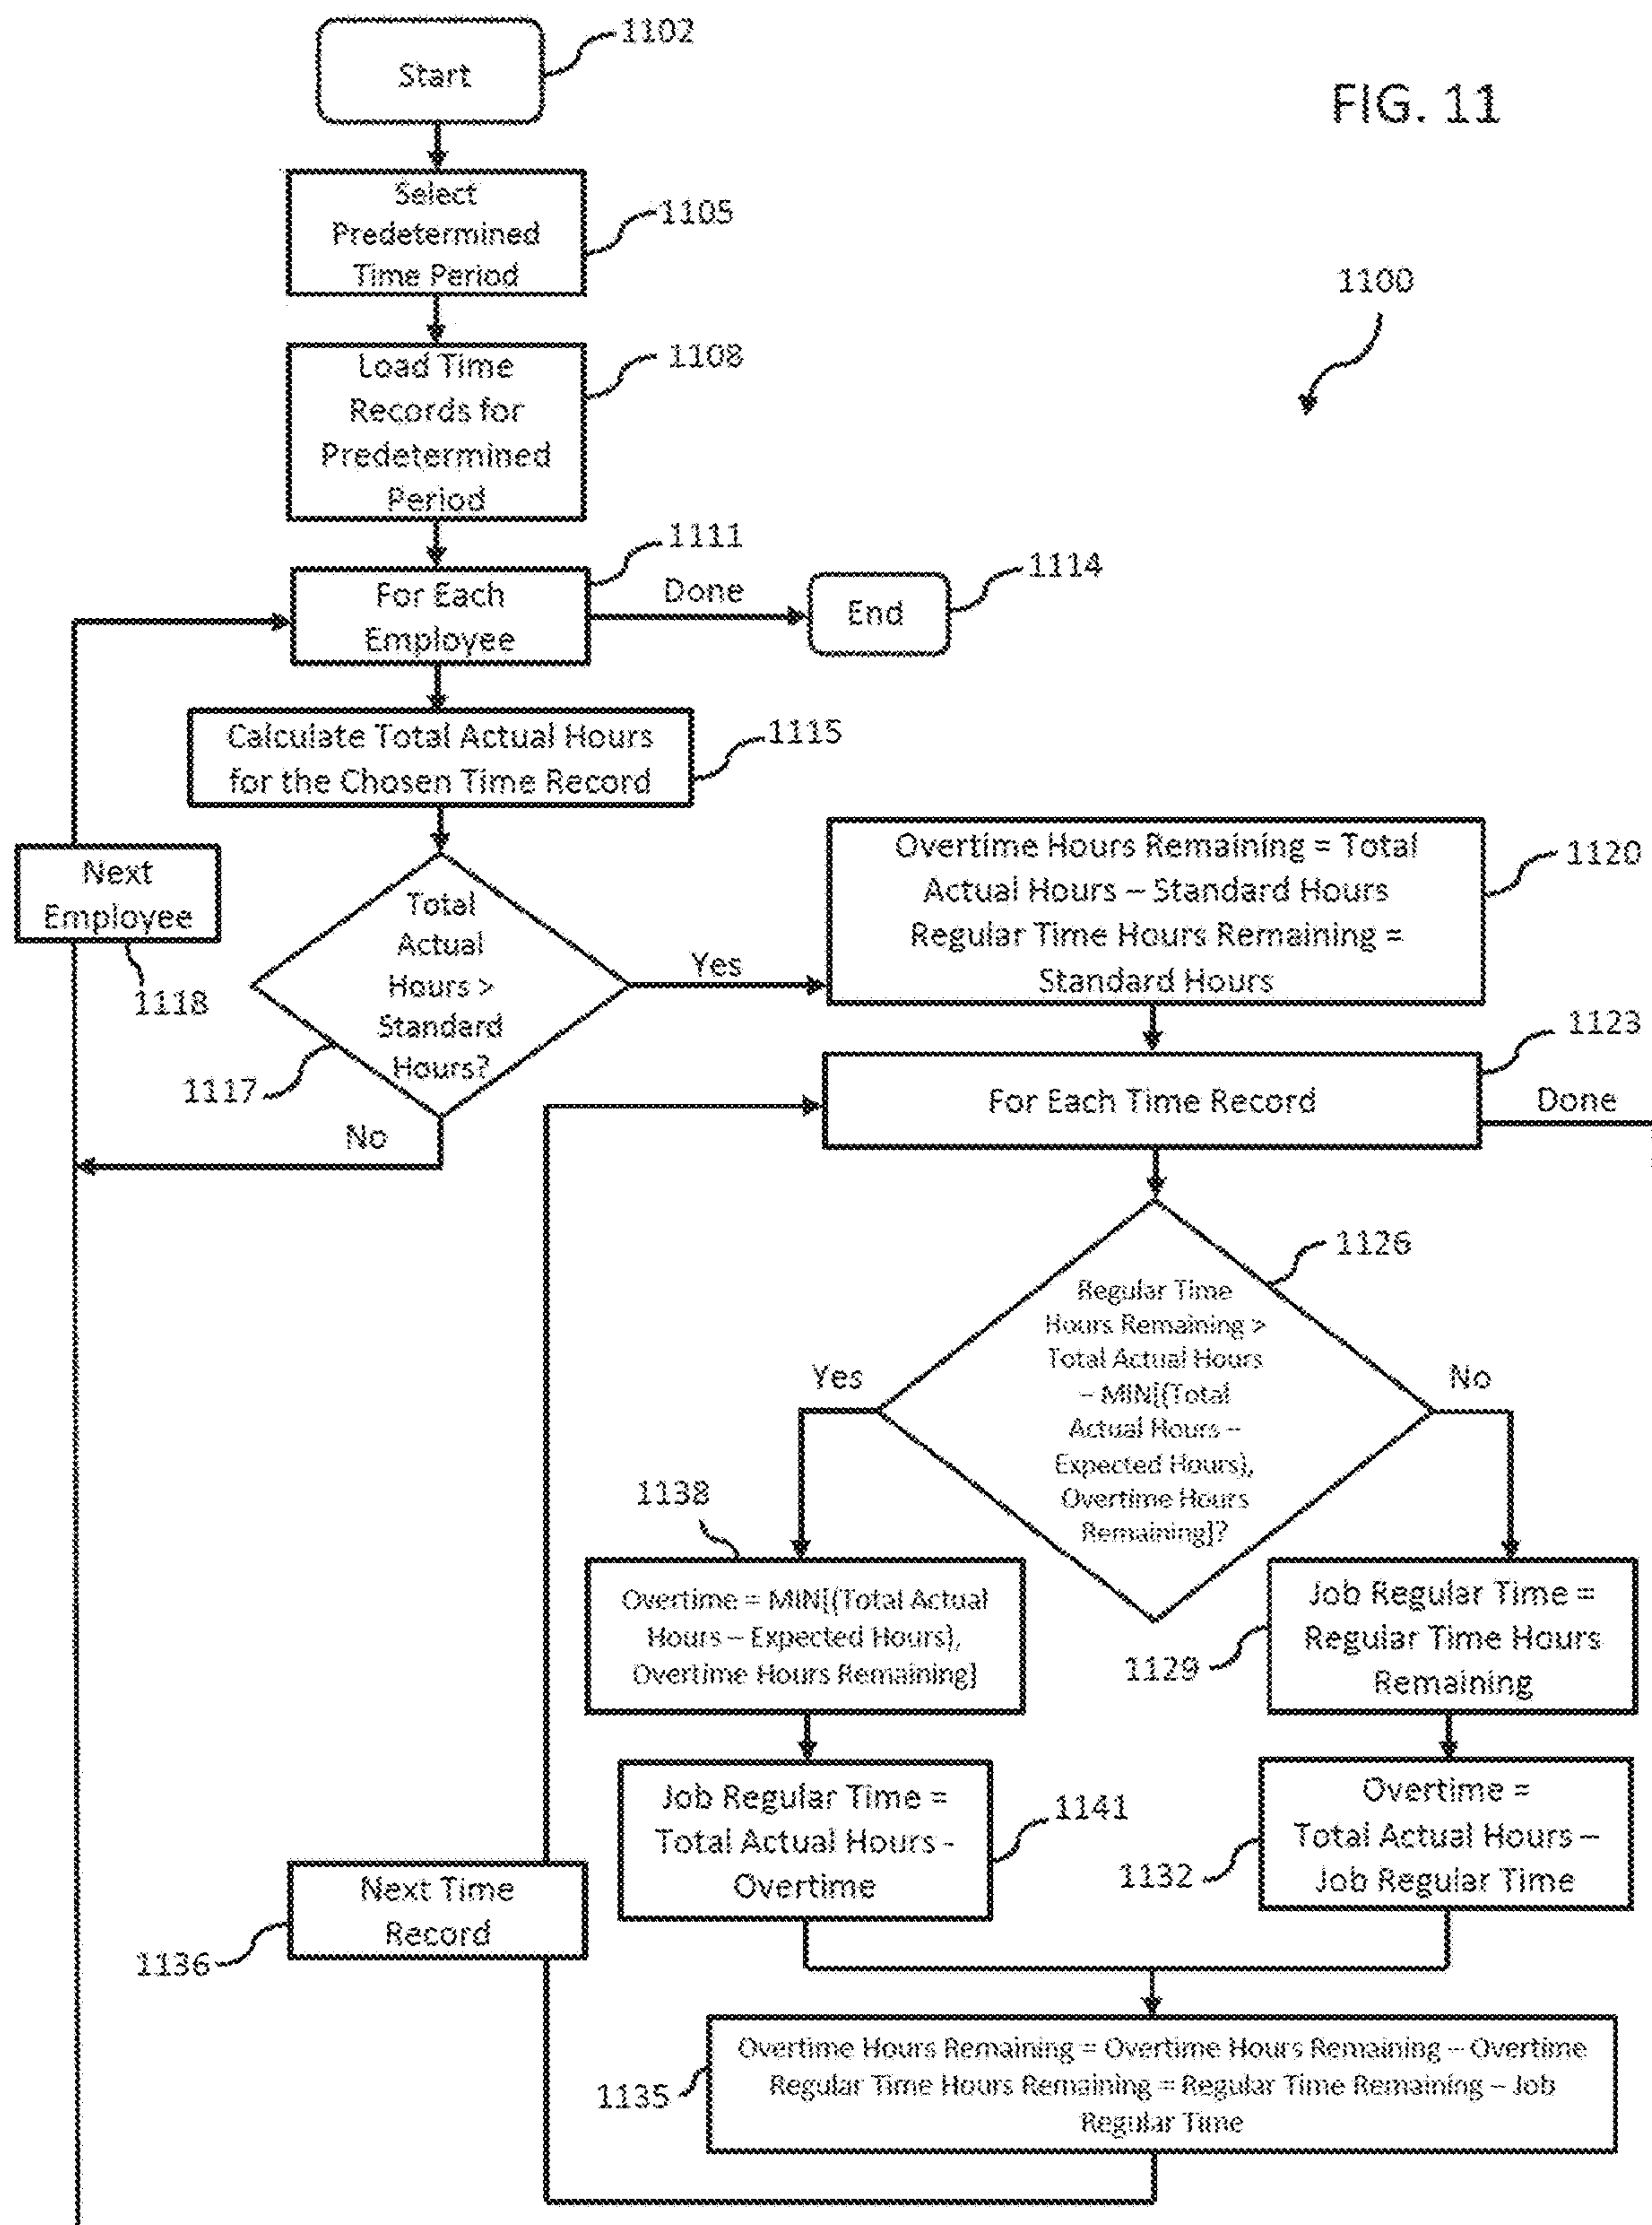 1102
Start
FIG. 11
Select
Predetermined
Time Period
1105
1100
Load Time
Records for
Predetermined
Period
1108
1111
For Each
Employee
Done
End
1114
Calculate Total Actual Hours
for the Chosen Time Record
1115
Next
Employee
1118
Total
Actual
Hours >
Standard
Hours?
1117
Yes
No
Overtime Hours Remaining = Total
Actual Hours – Standard Hours
Regular Time Hours Remaining =
Standard Hours
1120
1123
For Each Time Record
Done
1126
Regular Time
Hours Remaining >
Total Actual Hours
– MIN[(Total
Actual Hours –
Expected Hours),
Overtime Hours
Remaining]?
Yes
No
1138
Overtime = MIN[(Total Actual
Hours – Expected Hours),
Overtime Hours Remaining]
Job Regular Time =
Regular Time Hours
Remaining
1129
Job Regular Time =
Total Actual Hours -
Overtime
1141
Overtime =
Total Actual Hours –
Job Regular Time
1132
Next Time
Record
1136
Overtime Hours Remaining = Overtime Hours Remaining – Overtime
Regular Time Hours Remaining = Regular Time Remaining – Job
Regular Time
1135